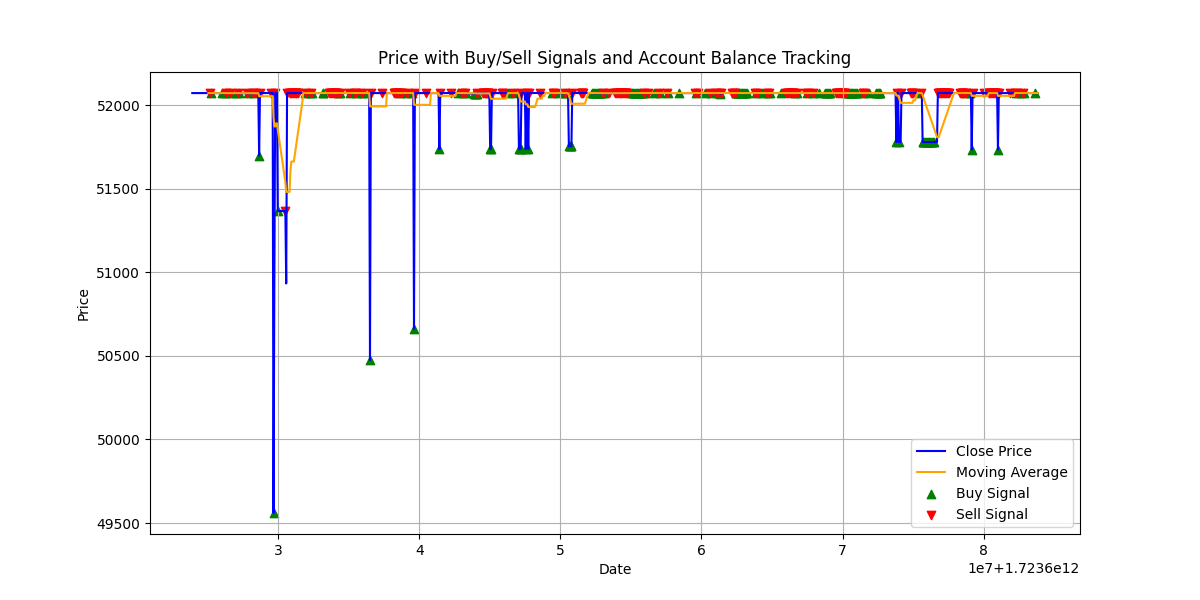 Price with Buy/Sell Signals and Account Balance Tracking
Price
52000
51500
51000
50500
50000
49500
3 4 5 6 7 8
Date
1e7+1.7236e12
Close Price
Moving Average
Buy Signal
Sell Signal